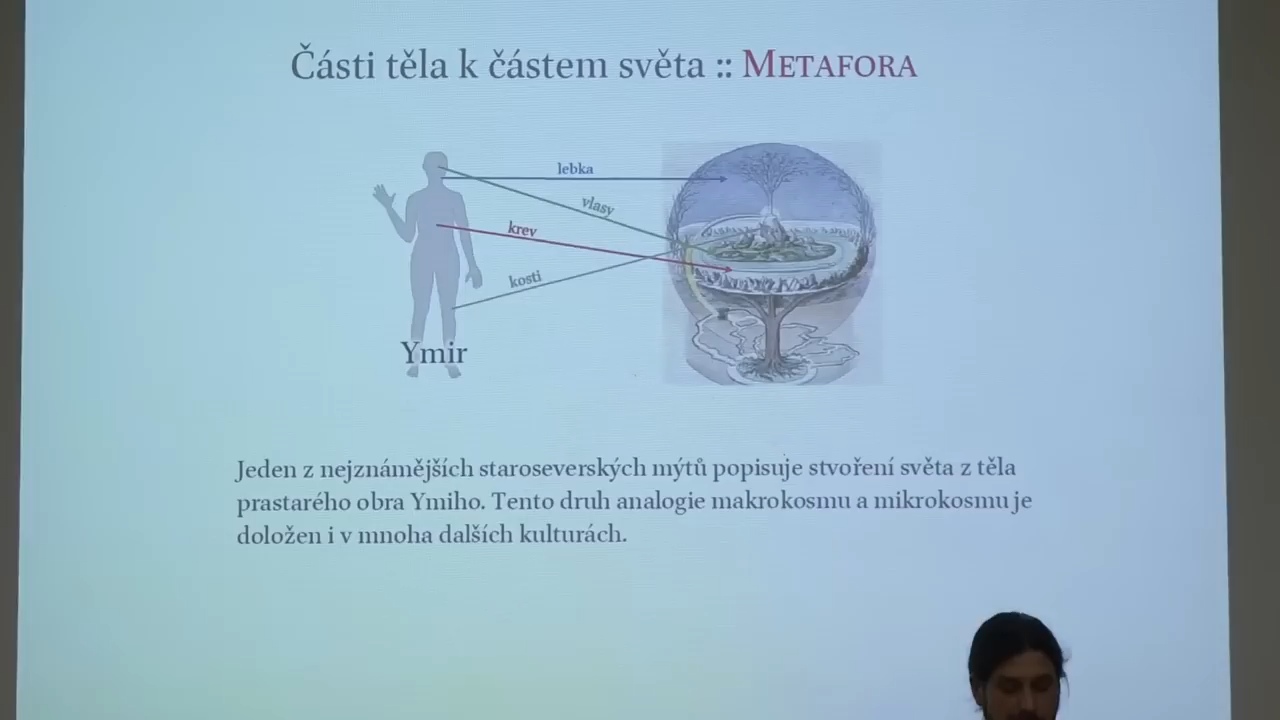 Části těla k částem světa :: METAFORA
lebka
vlasy
krev
kosti
Ymir
Jeden z nejznámějších staroseverských mýtů popisuje stvoření světa z těla
prastarého obra Ymiho. Tento druh analogie makrokosmu a mikrokosmu je
doložen i v mnoha dalších kulturách.